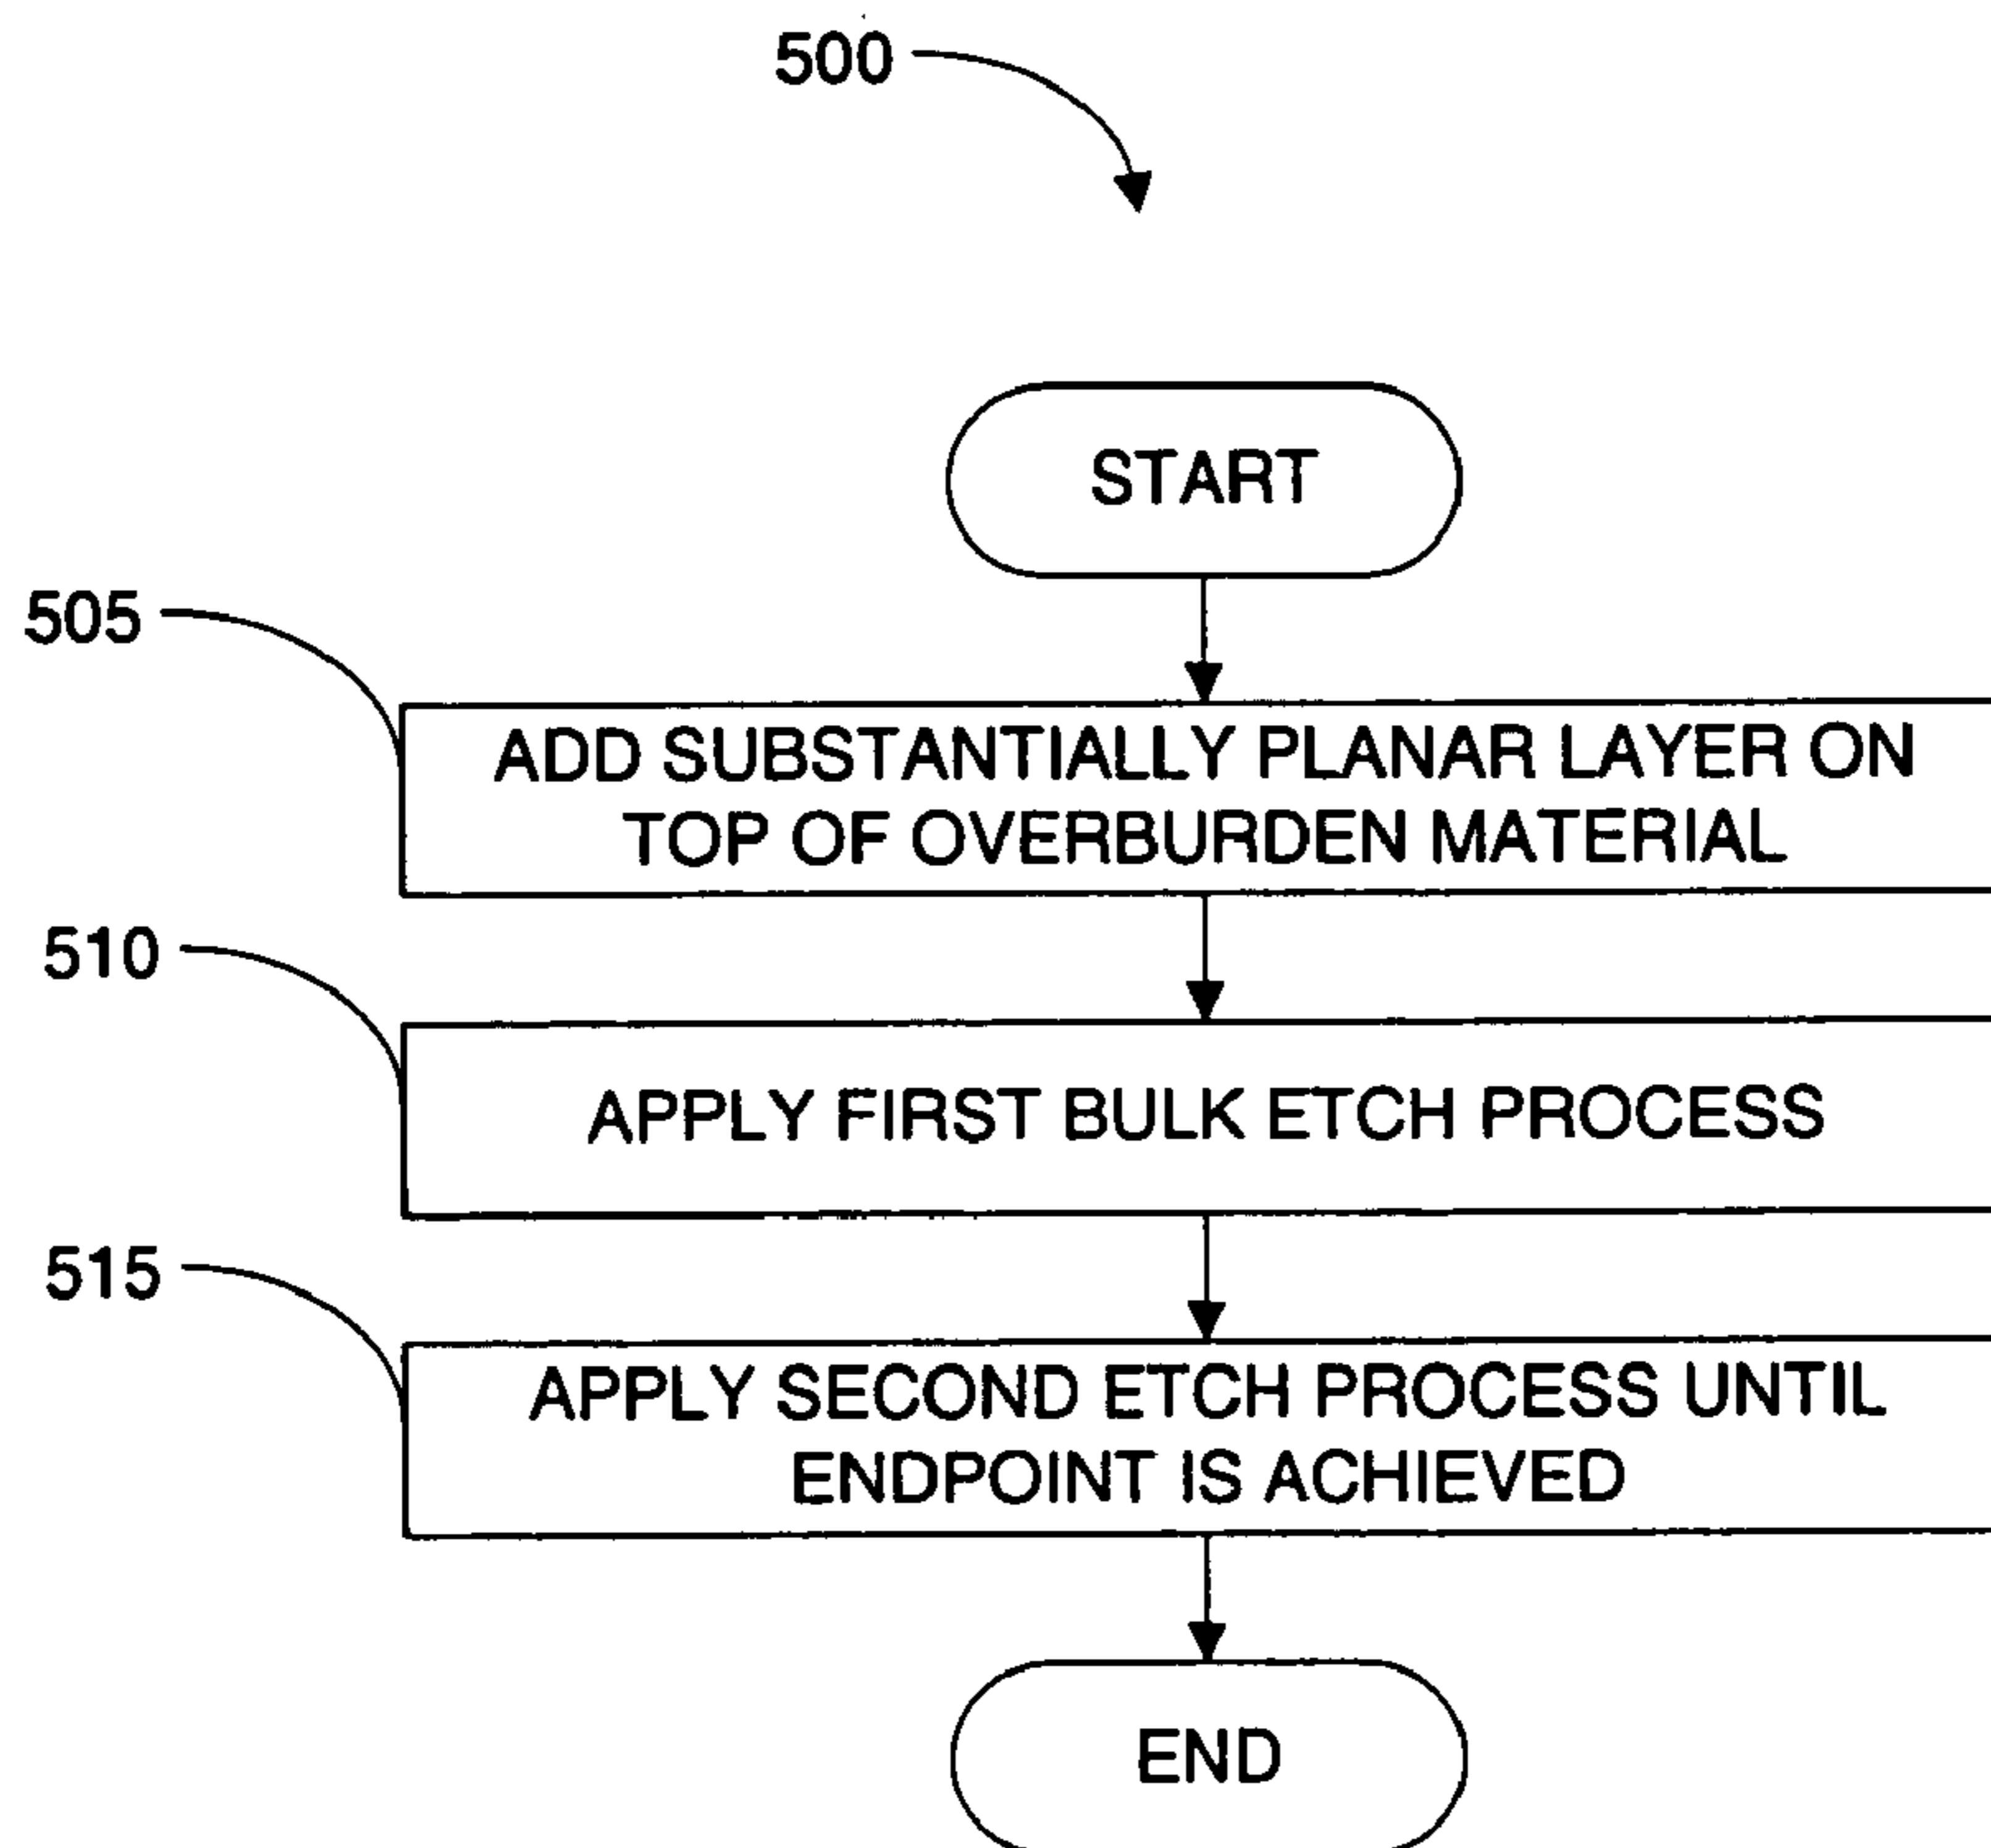 500
START
505
ADD SUBSTANTIALLY PLANAR LAYER ON
TOP OF OVERBURDEN MATERIAL
510
APPLY FIRST BULK ETCH PROCESS
515
APPLY SECOND ETCH PROCESS UNTIL
ENDPOINT IS ACHIEVED
END